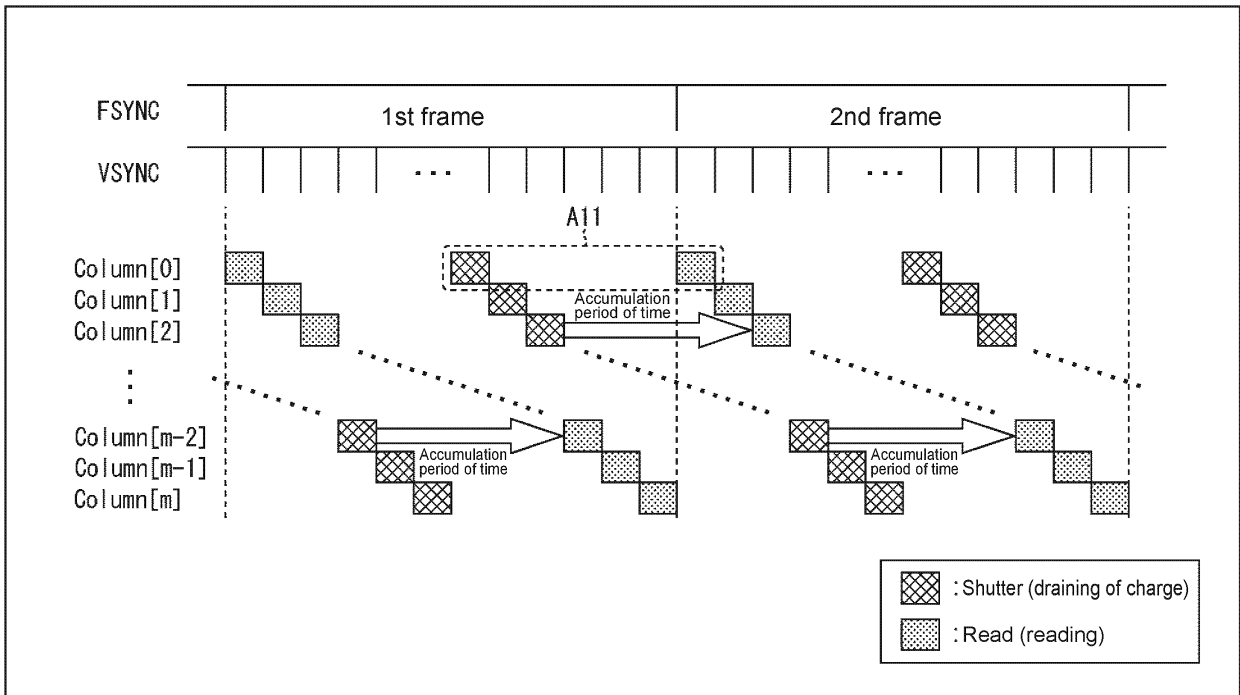 FSYNC
1st frame
2nd frame
VSYNC
...
...
A11
Column[0]
Column[1]
Accumulation
period of time
Column[2]
Column[m-2]
Column[m-1]
Accumulation
period of time
Accumulation
period of time
Column[m]
: Shutter (draining of charge)
: Read (reading)